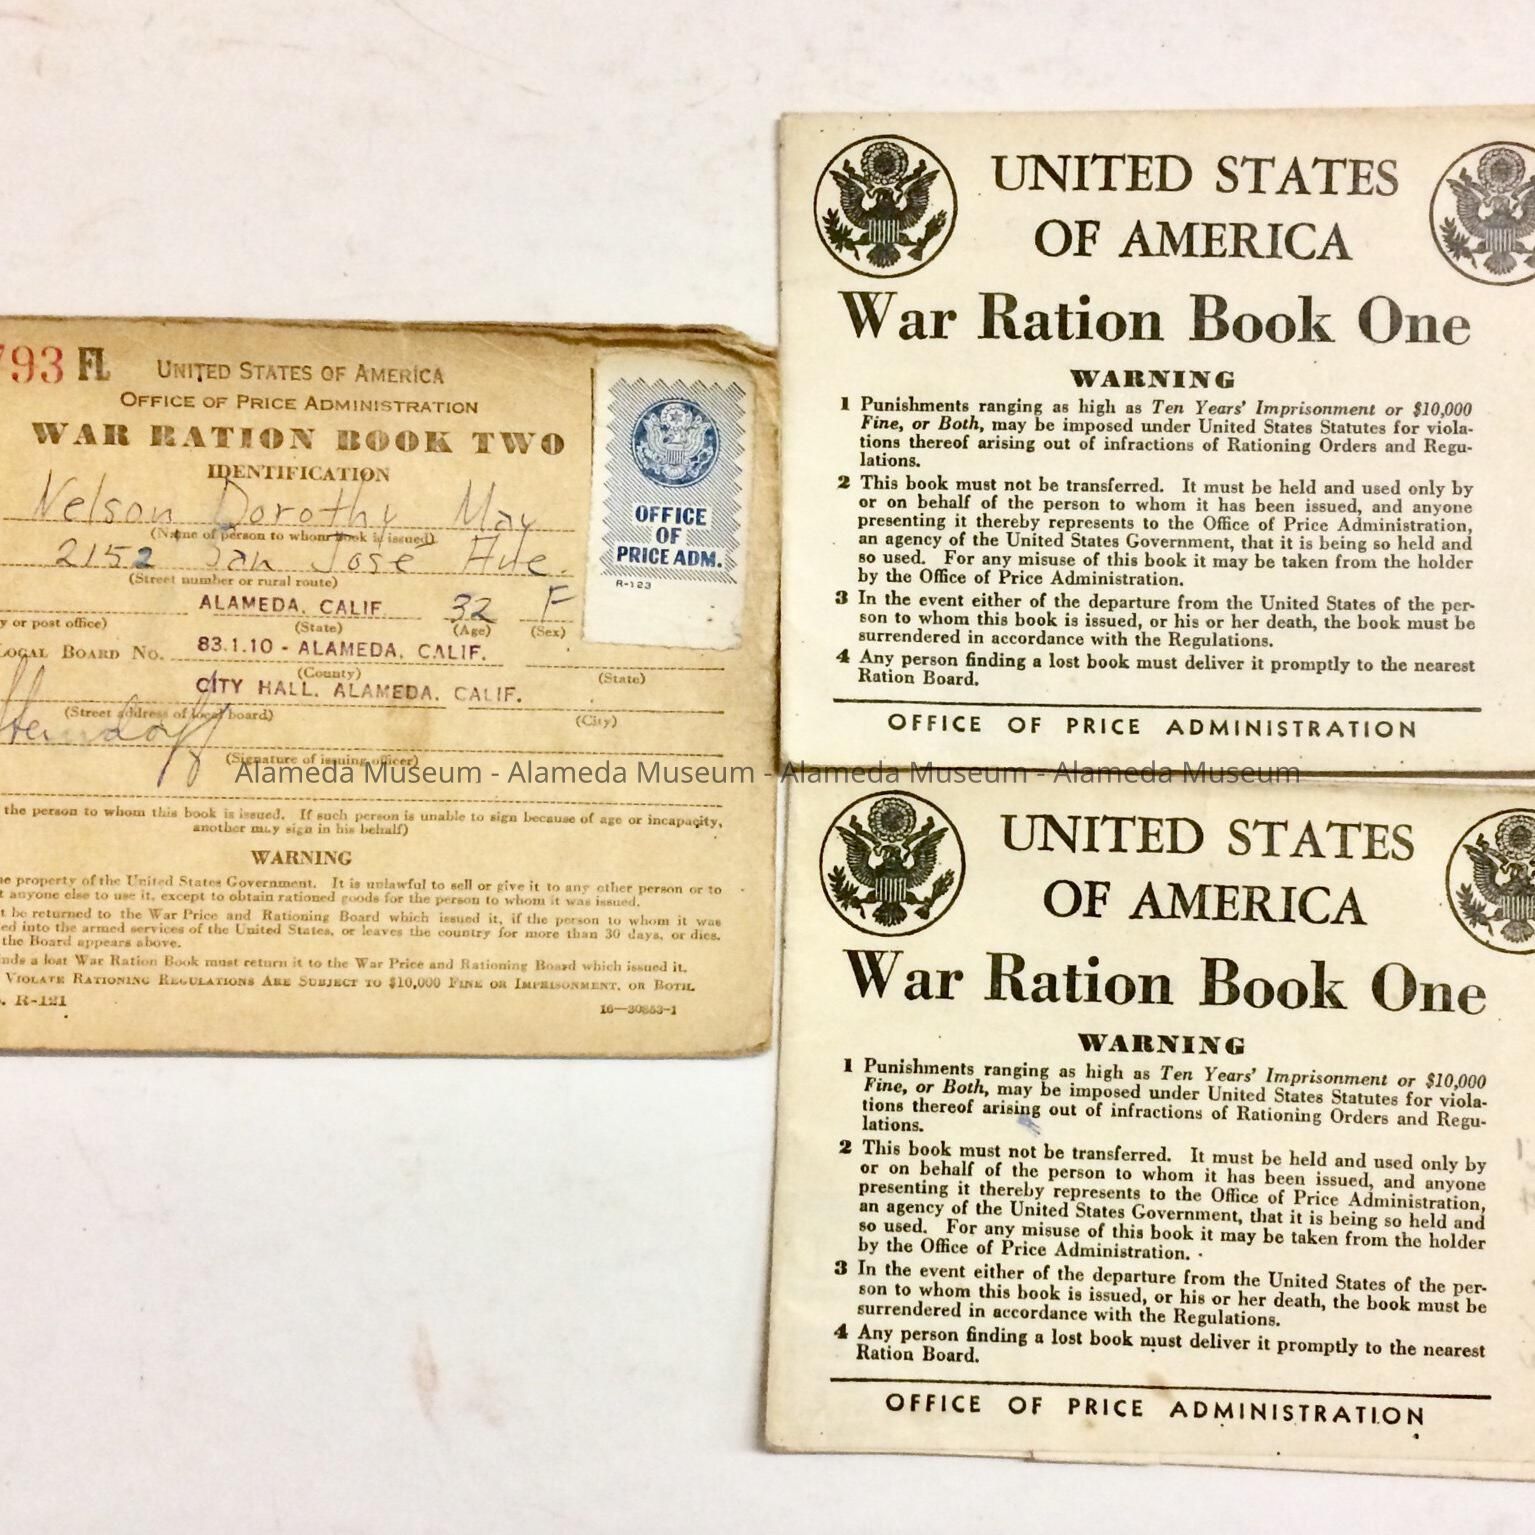 793 FL
UNITED STATES OF AMERICA
OFFICE OF PRICE ADMINISTRATION
WAR RATION BOOK TWO
IDENTIFICATION
Nelson Dorothy May
(Name of person to whom book is issued)
2152 San Jose Ave.
(Street number or rural route)
ALAMEDA, CALIF. 32 F
y or post office) (State) (Age) (Sex)
LOCAL BOARD NO. 83.1.10 - ALAMEDA, CALIF.
(County) (State)
CITY HALL, ALAMEDA, CALIF.
(Street address of local board) (City)
(Signature of issuing officer)
the person to whom this book is issued. If such person is unable to sign because of age or incapacity,
another may sign in his behalf)
WARNING
e property of the United States Government. It is unlawful to sell or give it to any other person or to
t anyone else to use it, except to obtain rationed goods for the person to whom it was issued.
t be returned to the War Price and Rationing Board which issued it, if the person to whom it was
ed into the armed services of the United States, or leaves the country for more than 30 days, or dies.
the Board appears above.
nds a lost War Ration Book must return it to the War Price and Rationing Board which issued it.
VIOLATE RATIONING REGULATIONS ARE SUBJECT TO $10,000 FINE OR IMPRISONMENT, OR BOTH.
R-121
16—30853-1
OFFICE
OF
PRICE ADM.
R-123
UNITED STATES
OF AMERICA
War Ration Book One
WARNING
1 Punishments ranging as high as Ten Years' Imprisonment or $10,000
Fine, or Both, may be imposed under United States Statutes for viola-
tions thereof arising out of infractions of Rationing Orders and Regu-
lations.
2 This book must not be transferred. It must be held and used only by
or on behalf of the person to whom it has been issued, and anyone
presenting it thereby represents to the Office of Price Administration,
an agency of the United States Government, that it is being so held and
so used. For any misuse of this book it may be taken from the holder
by the Office of Price Administration.
3 In the event either of the departure from the United States of the per-
son to whom this book is issued, or his or her death, the book must be
surrendered in accordance with the Regulations.
4 Any person finding a lost book must deliver it promptly to the nearest
Ration Board.
OFFICE OF PRICE ADMINISTRATION
Alameda Museum - Alameda Museum - Alameda Museum - Alameda Museum
UNITED STATES
OF AMERICA
War Ration Book One
WARNING
1 Punishments ranging as high as Ten Years' Imprisonment or $10,000
Fine, or Both, may be imposed under United States Statutes for viola-
tions thereof arising out of infractions of Rationing Orders and Regu-
lations.
2 This book must not be transferred. It must be held and used only by
or on behalf of the person to whom it has been issued, and anyone
presenting it thereby represents to the Office of Price Administration,
an agency of the United States Government, that it is being so held and
so used. For any misuse of this book it may be taken from the holder
by the Office of Price Administration.
3 In the event either of the departure from the United States of the per-
son to whom this book is issued, or his or her death, the book must be
surrendered in accordance with the Regulations.
4 Any person finding a lost book must deliver it promptly to the nearest
Ration Board.
OFFICE OF PRICE ADMINISTRATION